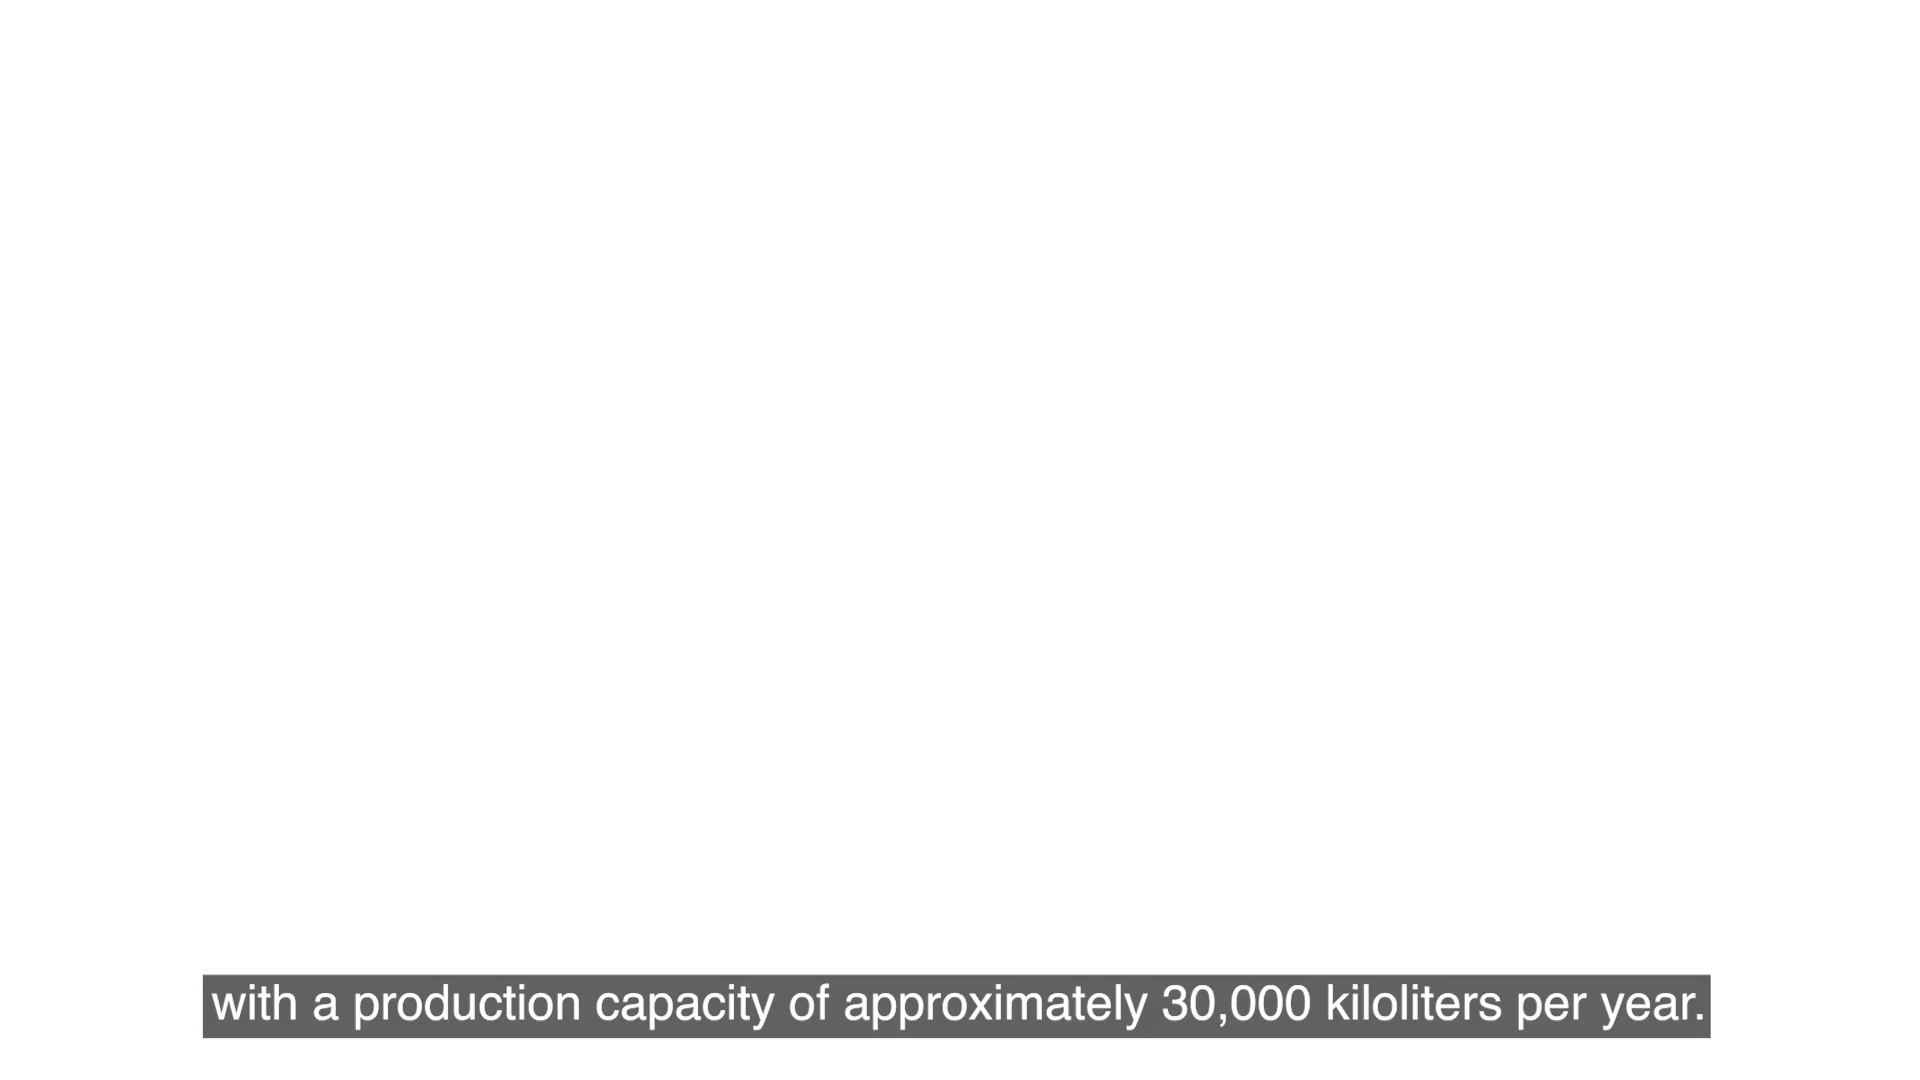 with a production capacity of approximately 30,000 kiloliters per year.